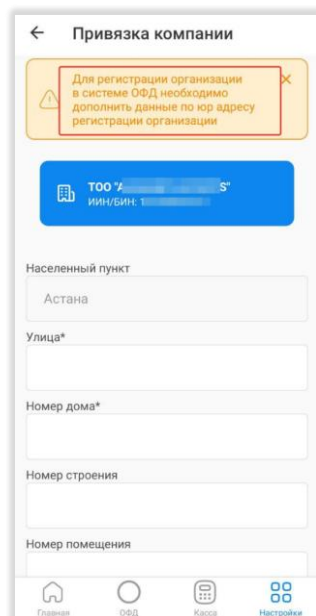 Привязка компании
Для регистрации организации
в системе ОФД необходимо
дополнить данные по юр адресу
регистрации организации
ТОО "A S"
ИИН/БИН: 1
Населенный пункт
Астана
Улица*
Номер дома*
Номер строения
Номер помещения
Главная ОФД Касса Настройки